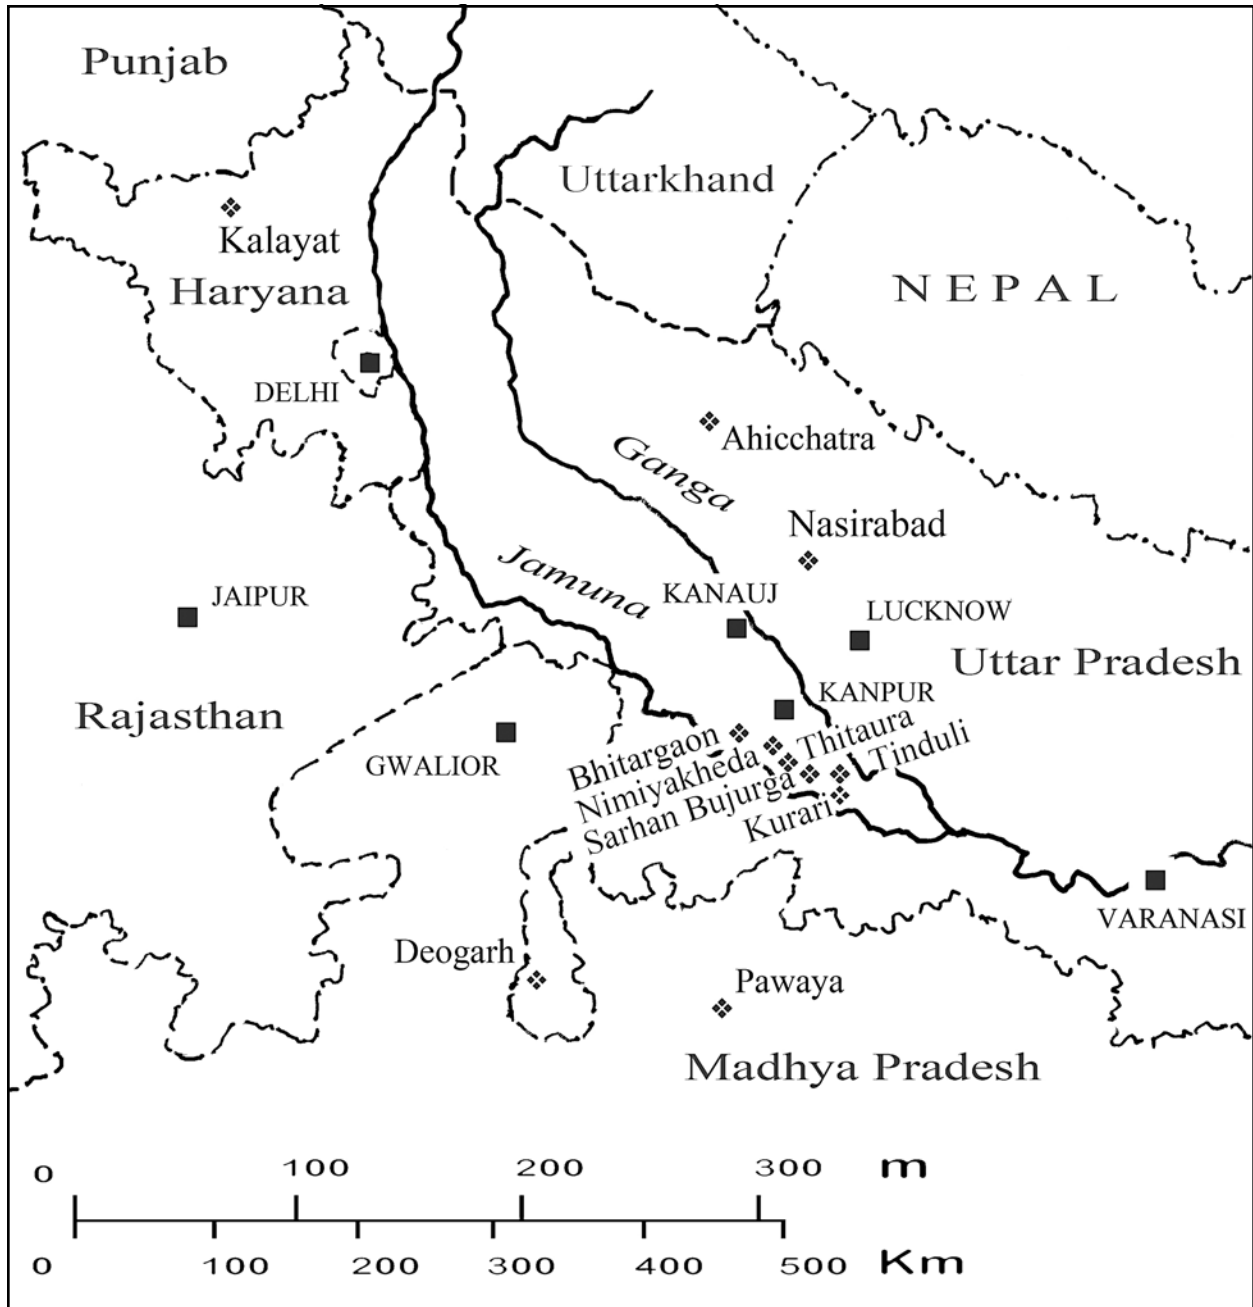 Punjab
Uttarkhand
Kalayat
Haryana
NEPAL
DELHI
Ahicchatra
Ganga
Nasirabad
Jamuna
KANAUJ
JAIPUR
LUCKNOW
Uttar Pradesh
KANPUR
Rajasthan
GWALIOR
Bhitargaon
Thitaura
Tinduli
Nimiyakheda
Sarhan Bujurga
Kurari
VARANASI
Deogarh
Pawaya
Madhya Pradesh
0 100 200 300 m
0 100 200 300 400 500 Km